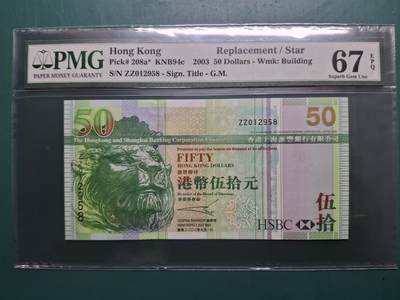 PMG
PAPER MONEY GUARANTY
Hong Kong
Replacement / Star
Pick# 208a* KNB94c 2003 50 Dollars - Wmk: Building
S/N ZZ012958 - Sign. Title - G.M.
67 EPQ
Superb Gem Unc
50
ZZ012958
50
The Hongkong and Shanghai Banking Corporation Limited
香港上海滙豐銀行有限公司
FIFTY
HONG KONG DOLLARS
港幣伍拾元
伍拾
HSBC